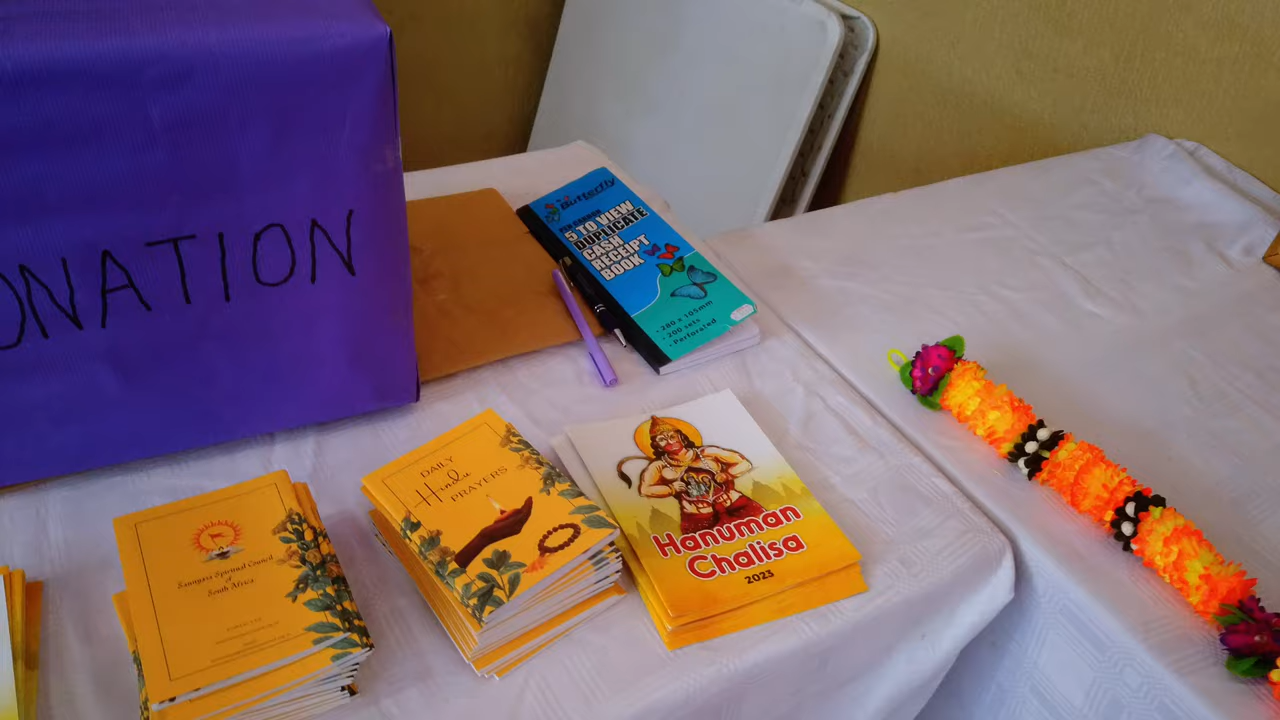 ONATION
Butterfly
5 TO VIEW
DUPLICATE
CASH
RECEIPT
BOOK
200 sets
Perforated
DAILY
Hindu
PRAYERS
Hanuman
Chalisa
2023
Spiritual Council
of
South Africa